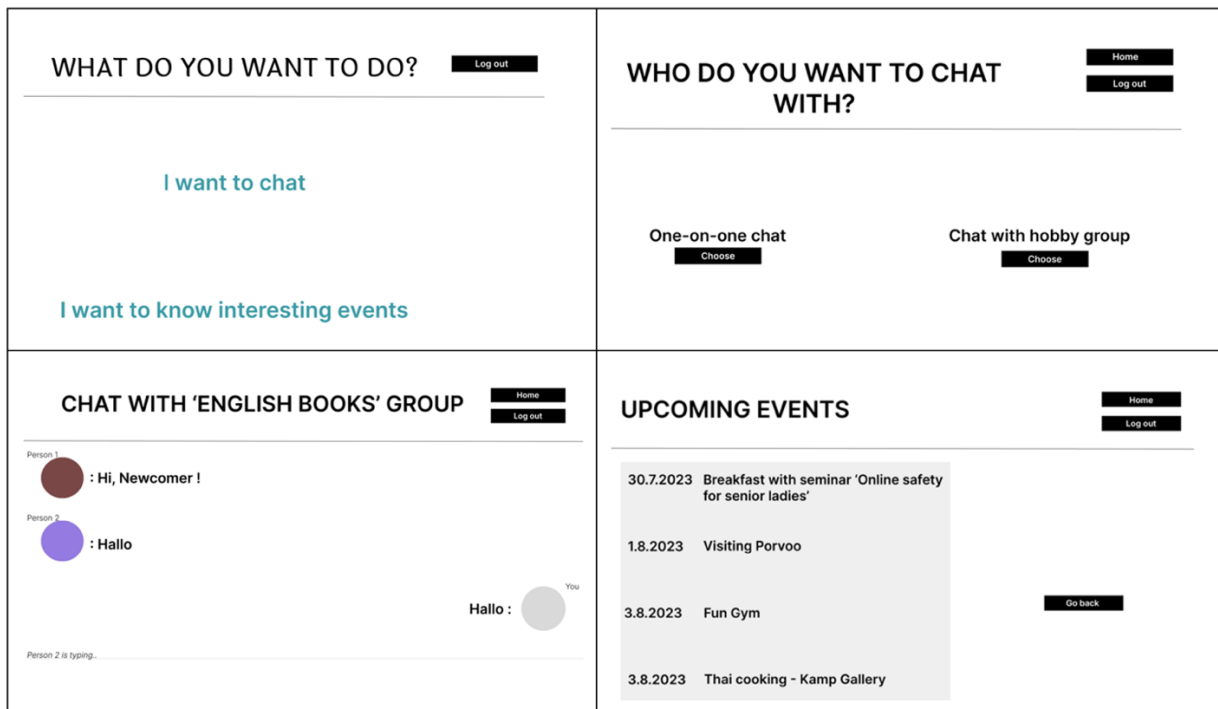 WHAT DO YOU WANT TO DO?
Log out
I want to chat
I want to know interesting events
WHO DO YOU WANT TO CHAT
WITH?
Home
Log out
One-on-one chat
Choose
Chat with hobby group
Choose
CHAT WITH ‘ENGLISH BOOKS’ GROUP
Home
Log out
Person 1
: Hi, Newcomer !
Person 2
: Hallo
You
Hallo :
Person 2 is typing..
UPCOMING EVENTS
Home
Log out
30.7.2023 Breakfast with seminar ‘Online safety
for senior ladies’
1.8.2023 Visiting Porvoo
3.8.2023 Fun Gym
Go back
3.8.2023 Thai cooking - Kamp Gallery